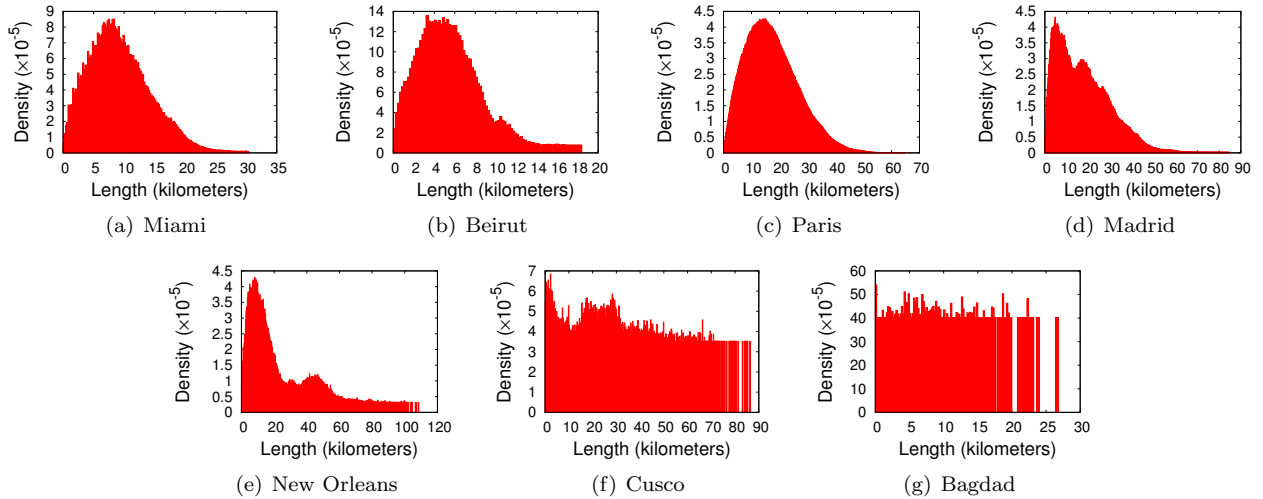 9
8
7
6
5
4
3
2
1
0
Density (×10⁻⁵)
0 5 10 15 20 25 30 35
Length (kilometers)
(a) Miami
14
12
10
8
6
4
2
0
Density (×10⁻⁵)
0 2 4 6 8 10 12 14 16 18 20
Length (kilometers)
(b) Beirut
4.5
4
3.5
3
2.5
2
1.5
1
0.5
0
Density (×10⁻⁵)
0 10 20 30 40 50 60 70
Length (kilometers)
(c) Paris
4.5
4
3.5
3
2.5
2
1.5
1
0.5
0
Density (×10⁻⁵)
0 10 20 30 40 50 60 70 80 90
Length (kilometers)
(d) Madrid
4.5
4
3.5
3
2.5
2
1.5
1
0.5
0
Density (×10⁻⁵)
0 20 40 60 80 100 120
Length (kilometers)
(e) New Orleans
7
6
5
4
3
2
1
0
Density (×10⁻⁵)
0 10 20 30 40 50 60 70 80 90
Length (kilometers)
(f) Cusco
60
50
40
30
20
10
0
Density (×10⁻⁵)
0 5 10 15 20 25 30
Length (kilometers)
(g) Bagdad